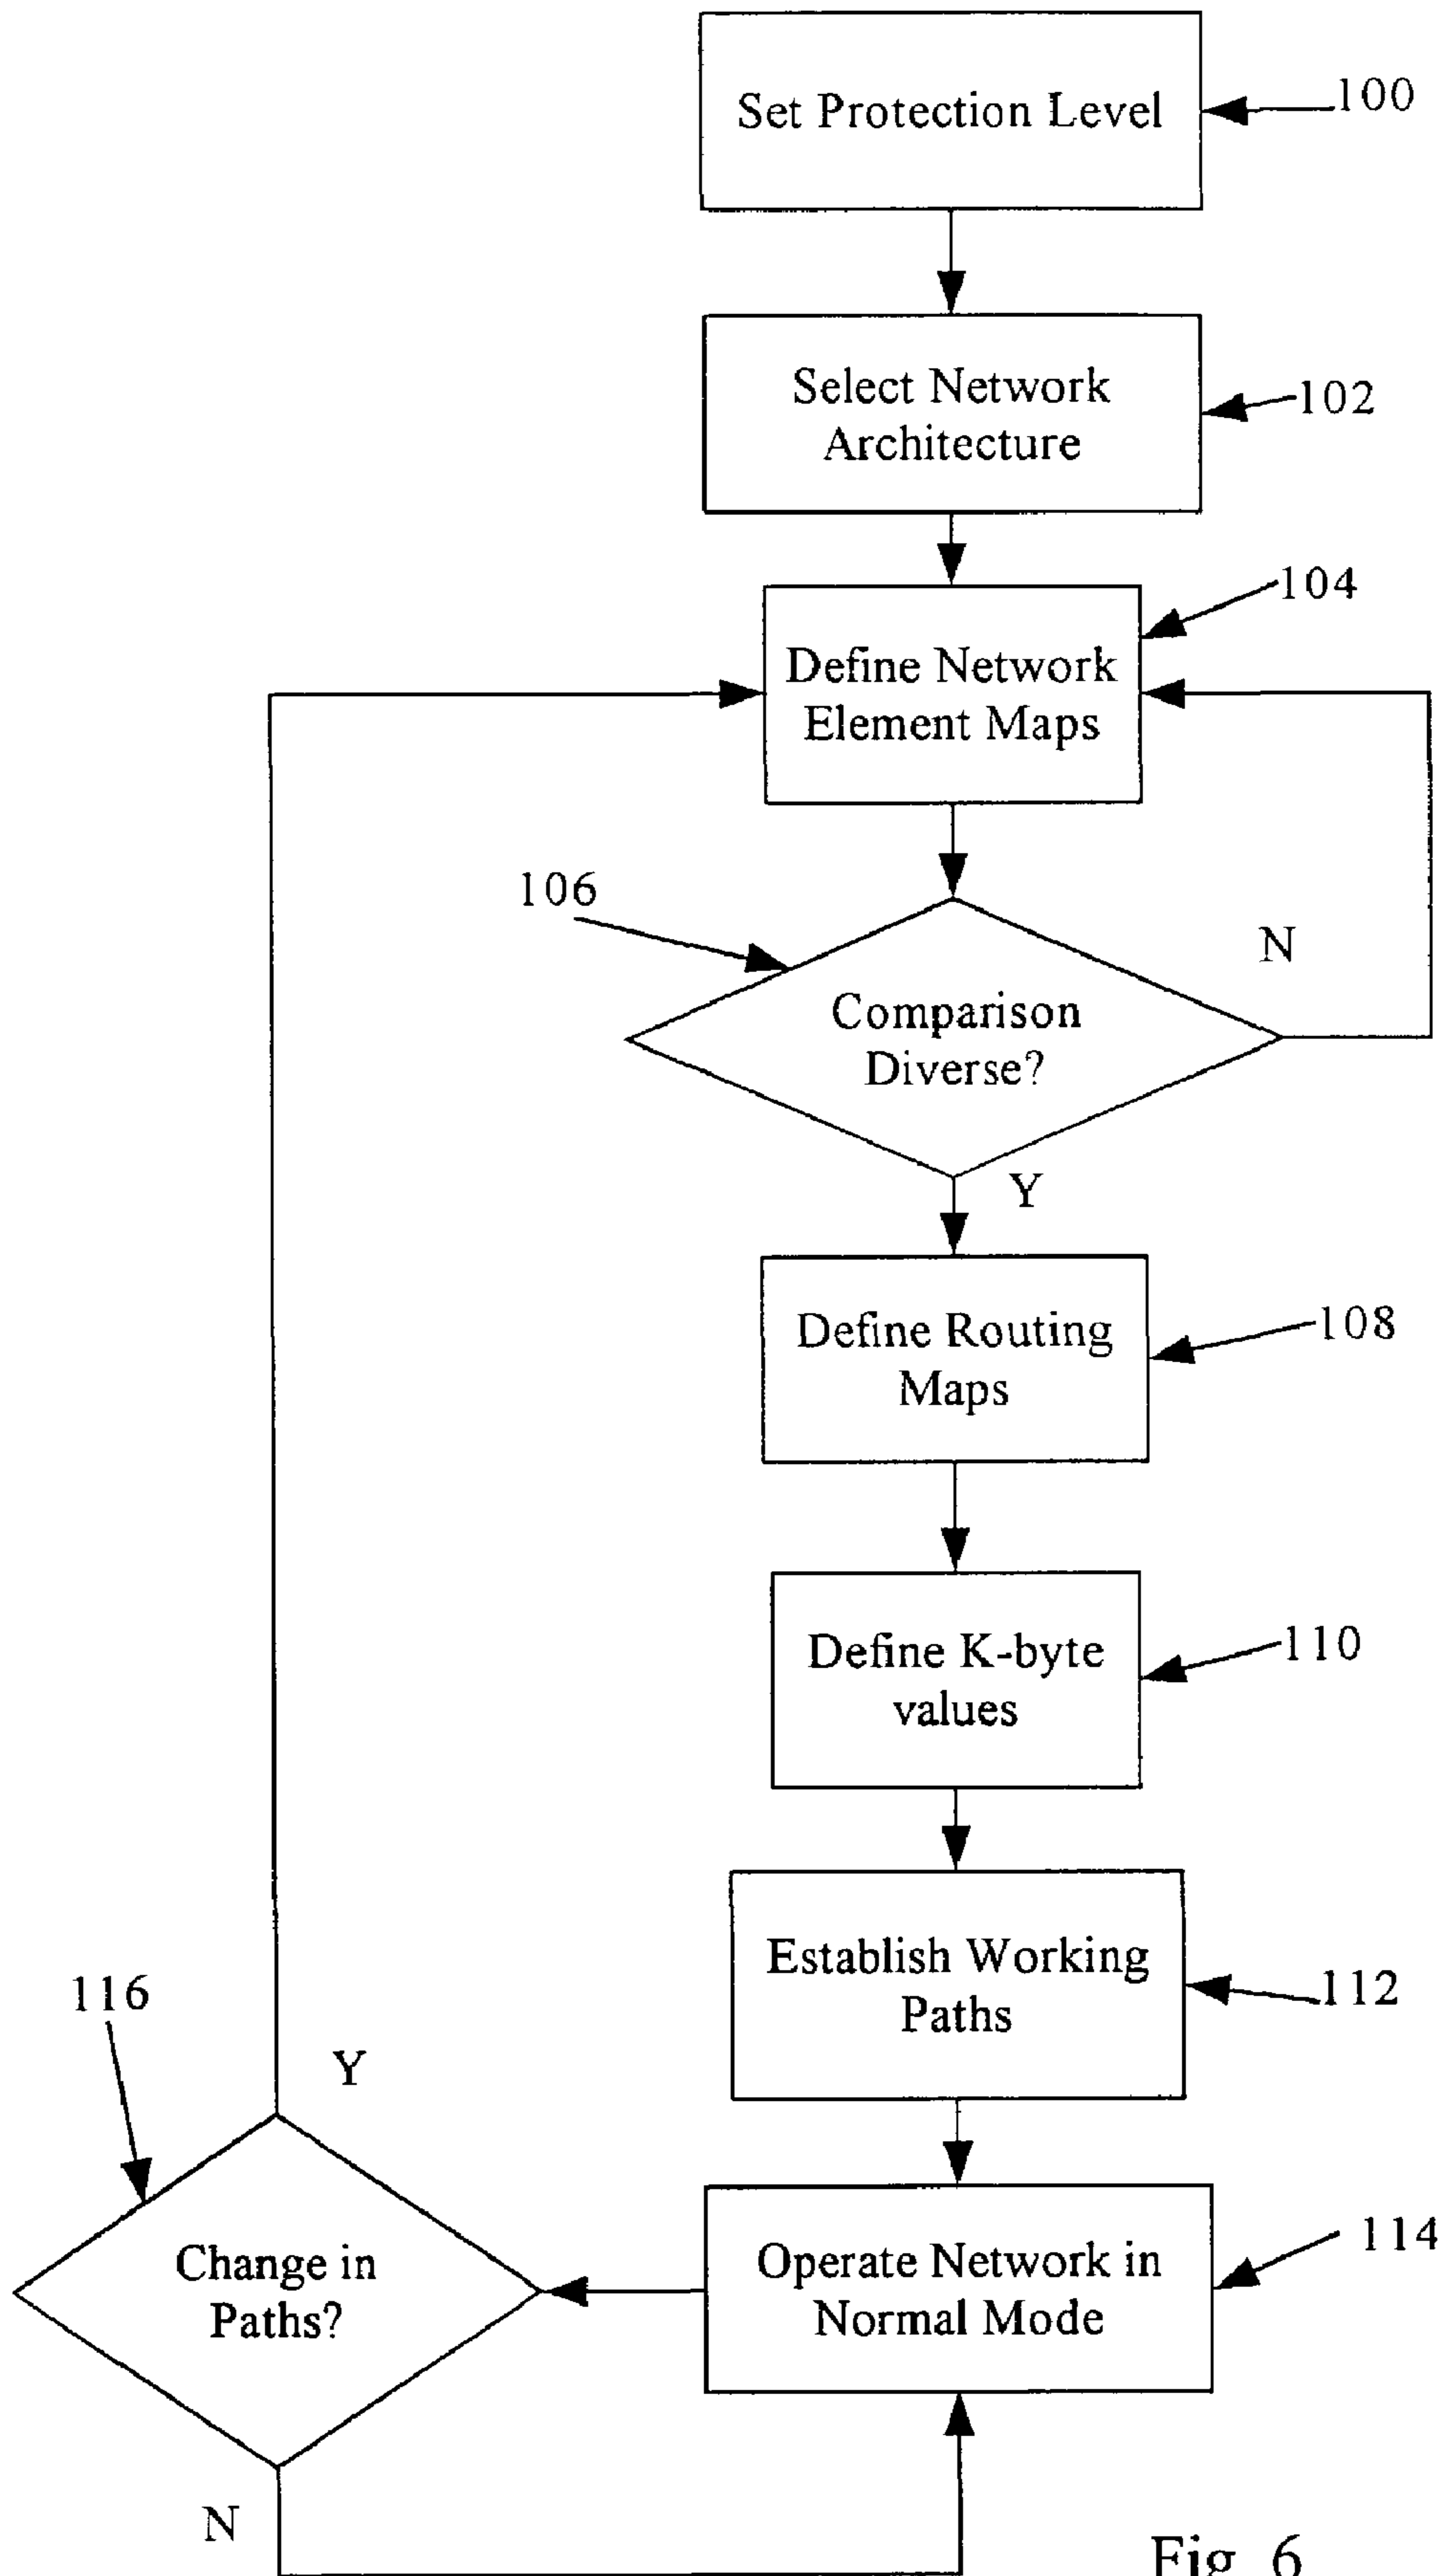 Set Protection Level
100
Select Network
Architecture
102
104
Define Network
Element Maps
106
N
Comparison
Diverse?
Y
Define Routing
Maps
108
Define K-byte
values
110
Establish Working
Paths
112
116
Y
Change in
Paths?
Operate Network in
Normal Mode
114
N
Fig 6